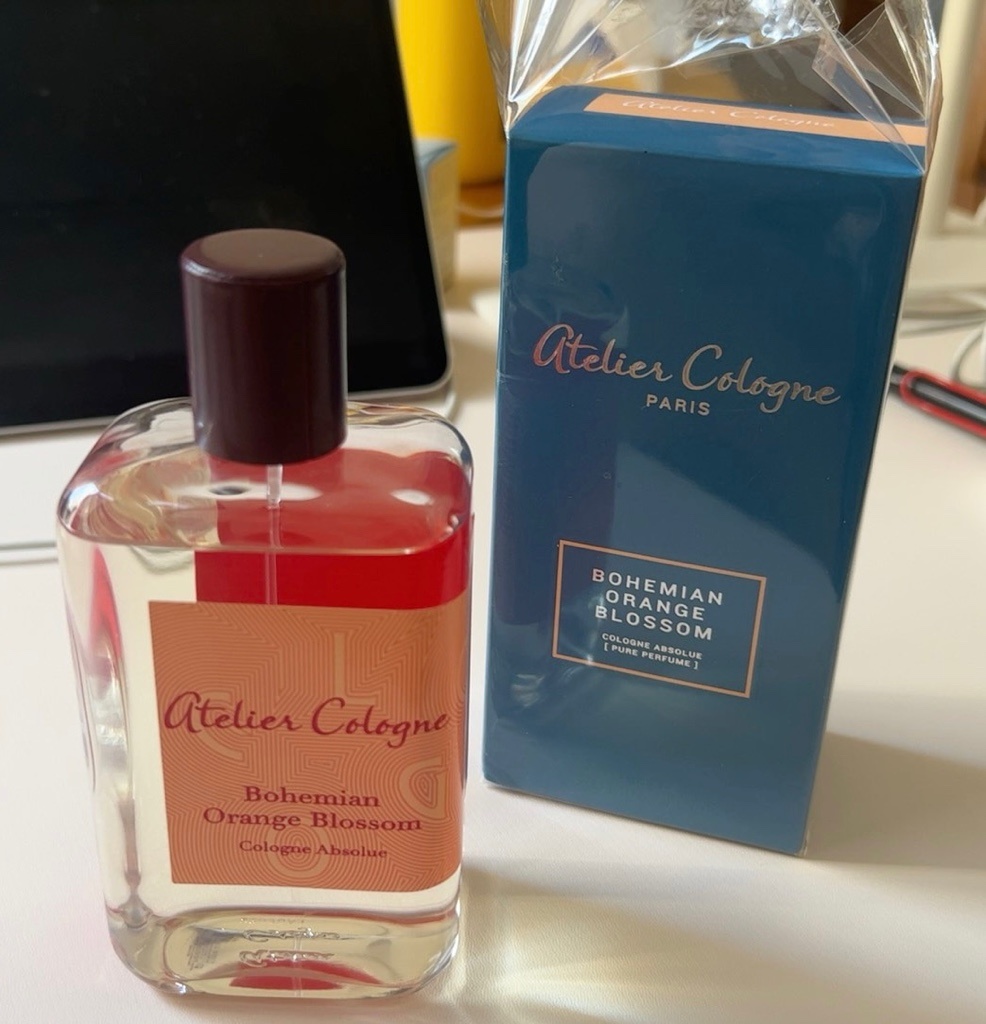 Atelier Cologne
Atelier Cologne
PARIS
BOHEMIAN
ORANGE
BLOSSOM
COLOGNE ABSOLUE
[ PURE PERFUME ]
Atelier Cologne
Bohemian
Orange Blossom
Cologne Absolue